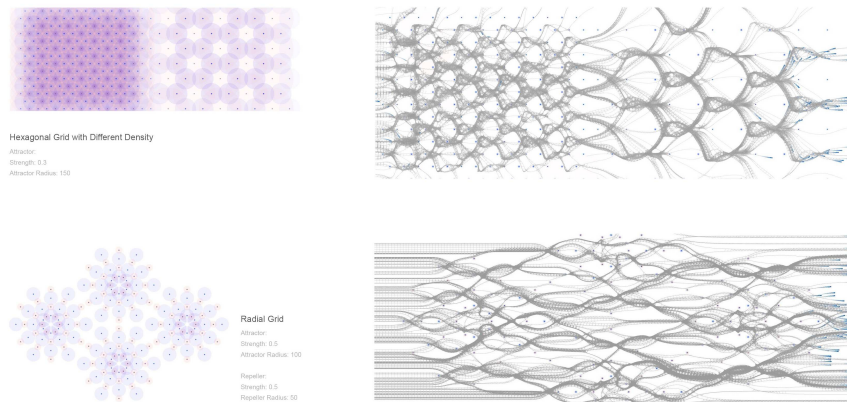 Hexagonal Grid with Different Density
Attractor:
Strength: 0.3
Attractor Radius: 150
Radial Grid
Attractor:
Strength: 0.5
Attractor Radius: 100
Repeller:
Strength: 0.5
Repeller Radius: 50